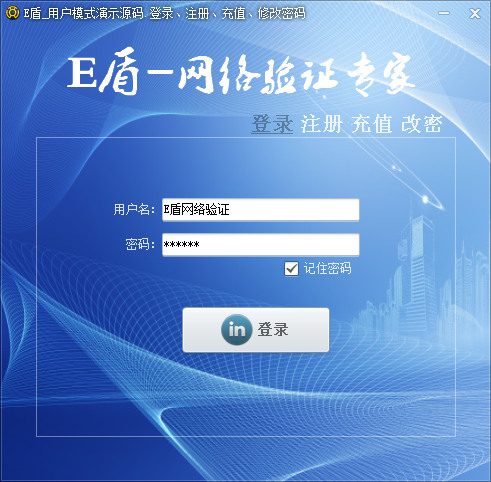 E盾_用户模式演示源码.登录、注册、充值、修改密码
E盾一网络验证专家
登录 注册 充值 改密
用户名: E盾网络验证
密码: ******
记住密码
in 登录